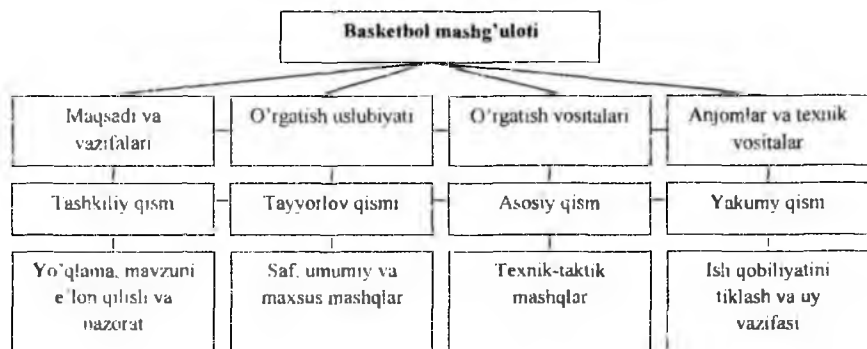 Basketbol mashg'uloti
Maqsadi va
vazifalari
O'rgatish uslubiyati
O'rgatish vositalari
Anjomlar va texnik
vositalar
Tashkiliy qism
Tayyorlov qismi
Asosiy qism
Yakuniy qism
Yo'qlama, mavzuni
e'lon qilish va
nazorat
Saf, umumiy va
maxsus mashqlar
Texnik-taktik
mashqlar
Ish qobiliyatini
tiklash va uy
vazifasi